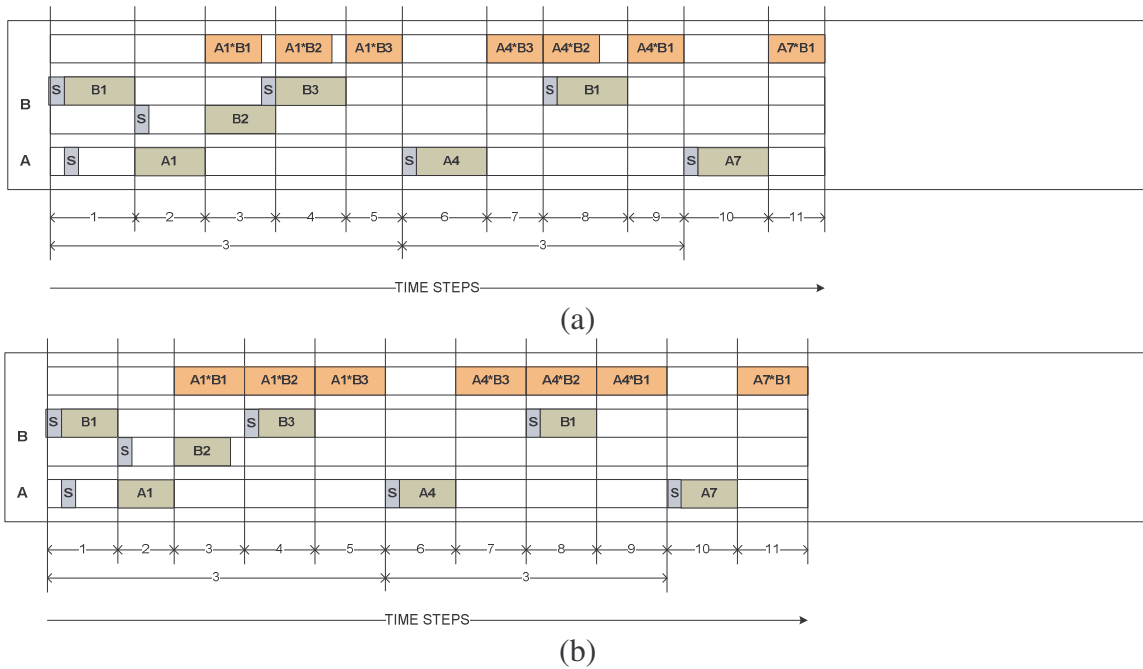 A1*B1 A1*B2 A1*B3 A4*B3 A4*B2 A4*B1 A7*B1
B
S B1 S B3 S B1
S B2
A
S A1 S A4 S A7
1 2 3 4 5 6 7 8 9 10 11
3 3
TIME STEPS
(a)
A1*B1 A1*B2 A1*B3 A4*B3 A4*B2 A4*B1 A7*B1
B
S B1 S B3 S B1
S B2
A
S A1 S A4 S A7
1 2 3 4 5 6 7 8 9 10 11
3 3
TIME STEPS
(b)